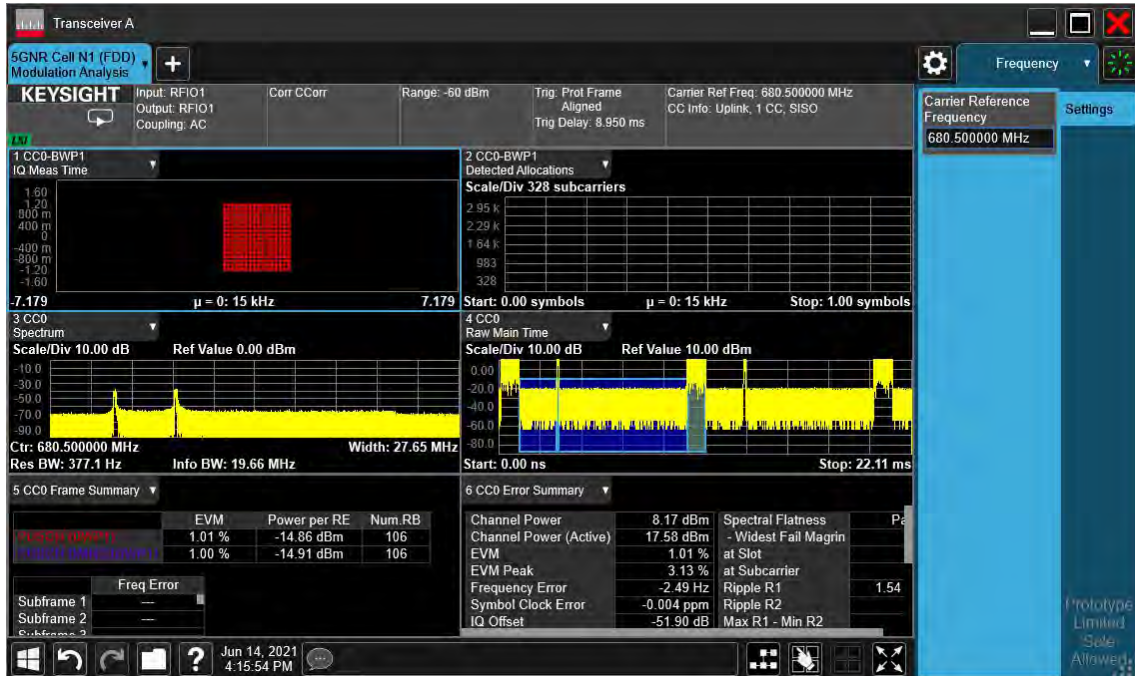 Transceiver A
5GNR Cell N1 (FDD)
Modulation Analysis
+
Frequency
KEYSIGHT
LXI
Input: RFIO1
Output: RFIO1
Coupling: AC
Corr CCorr
Range: -60 dBm
Trig: Prot Frame
Aligned
Trig Delay: 8.950 ms
Carrier Ref Freq: 680.500000 MHz
CC Info: Uplink, 1 CC, SISO
Carrier Reference
Frequency
680.500000 MHz
Settings
1 CC0-BWP1
IQ Meas Time
1.60
1.20
800 m
400 m
0
-400 m
-800 m
-1.20
-1.60
-7.179 μ = 0: 15 kHz 7.179
2 CC0-BWP1
Detected Allocations
Scale/Div 328 subcarriers
2.95 k
2.29 k
1.64 k
983
328
Start: 0.00 symbols μ = 0: 15 kHz Stop: 1.00 symbols
3 CC0
Spectrum
Scale/Div 10.00 dB Ref Value 0.00 dBm
-10.0
-30.0
-50.0
-70.0
-90.0
Ctr: 680.500000 MHz Width: 27.65 MHz
Res BW: 377.1 Hz Info BW: 19.66 MHz
4 CC0
Raw Main Time
Scale/Div 10.00 dB Ref Value 10.00 dBm
0.00
-20.0
-40.0
-60.0
-80.0
Start: 0.00 ns Stop: 22.11 ms
5 CC0 Frame Summary
EVM Power per RE Num.RB
1.01 % -14.86 dBm 106
1.00 % -14.91 dBm 106
Freq Error
Subframe 1 ---
Subframe 2 ---
Subframe 3
6 CC0 Error Summary
Channel Power 8.17 dBm Spectral Flatness Pa
Channel Power (Active) 17.58 dBm - Widest Fail Magrin
EVM 1.01 % at Slot
EVM Peak 3.13 % at Subcarrier
Frequency Error -2.49 Hz Ripple R1 1.54
Symbol Clock Error -0.004 ppm Ripple R2
IQ Offset -51.90 dB Max R1 - Min R2
Prototype
Limited
Sale
Allowed
?
Jun 14, 2021
4:15:54 PM